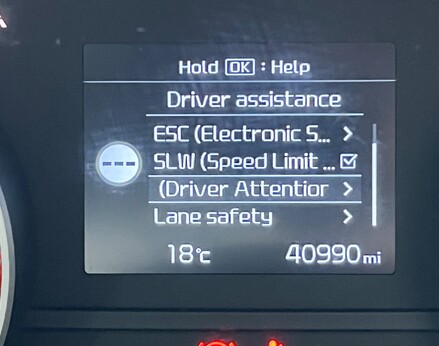 Hold OK : Help
Driver assistance
ESC (Electronic S...
SLW (Speed Limit ...
(Driver Attention
Lane safety
18°C 40990 mi